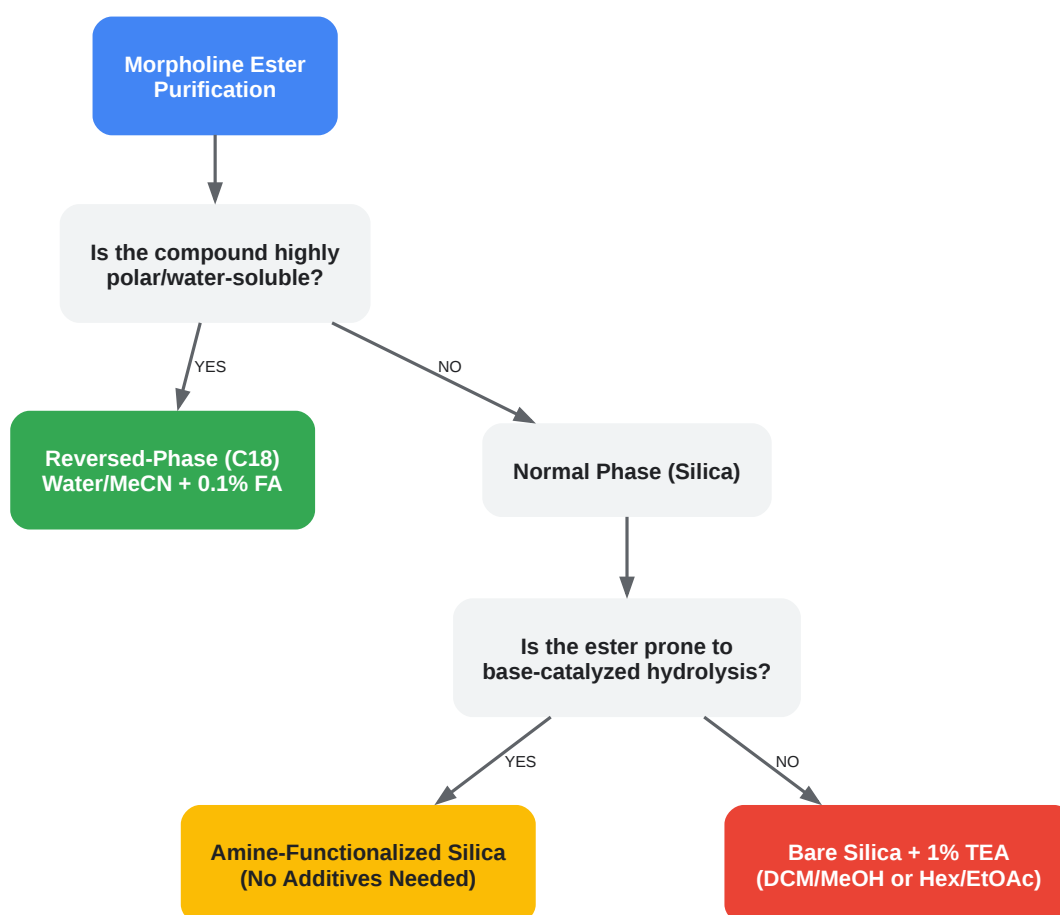 Morpholine Ester
Purification
Is the compound highly
polar/water-soluble?
YES
NO
Reversed-Phase (C18)
Water/MeCN + 0.1% FA
Normal Phase (Silica)
Is the ester prone to
base-catalyzed hydrolysis?
YES
NO
Amine-Functionalized Silica
(No Additives Needed)
Bare Silica + 1% TEA
(DCM/MeOH or Hex/EtOAc)